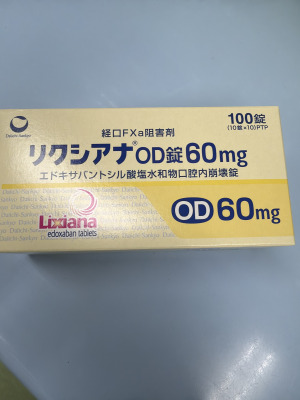 Daiichi-Sankyo
経口FXa阻害剤
100錠
(10錠×10)PTP
リクシアナ®OD錠60mg
エドキサバントシル酸塩水和物口腔内崩壊錠
Lixiana
edoxaban tablets
OD 60mg